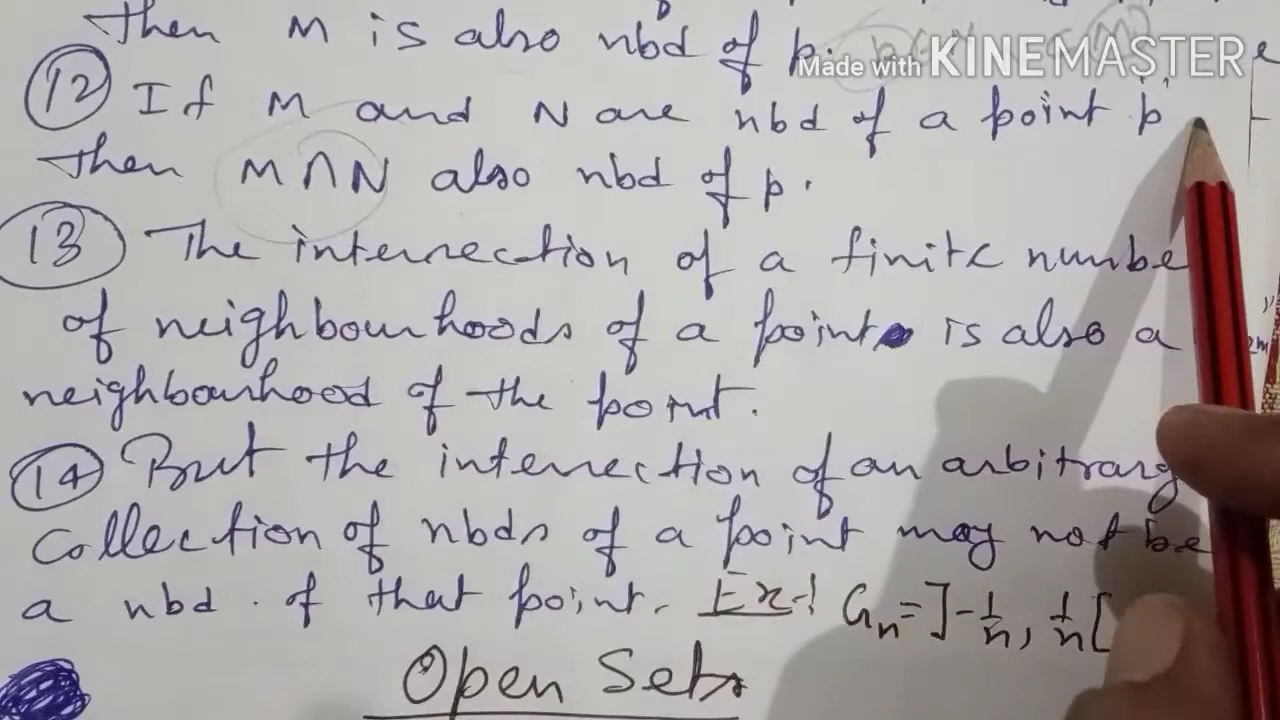 then M is also nbd of p.
Made with KINEMASTER
(12) If M and N are nbd of a point 'p'
then M∩N also nbd of p.
(13) The intersection of a finite numbe
of neighbourhoods of a point is also a
neighbourhood of the point.
(14) But the intersection of an arbitrary
collection of nbds of a point may not be
a nbd. of that point. Ex-! Gn = ]-1/n, 1/n[
Open Sets